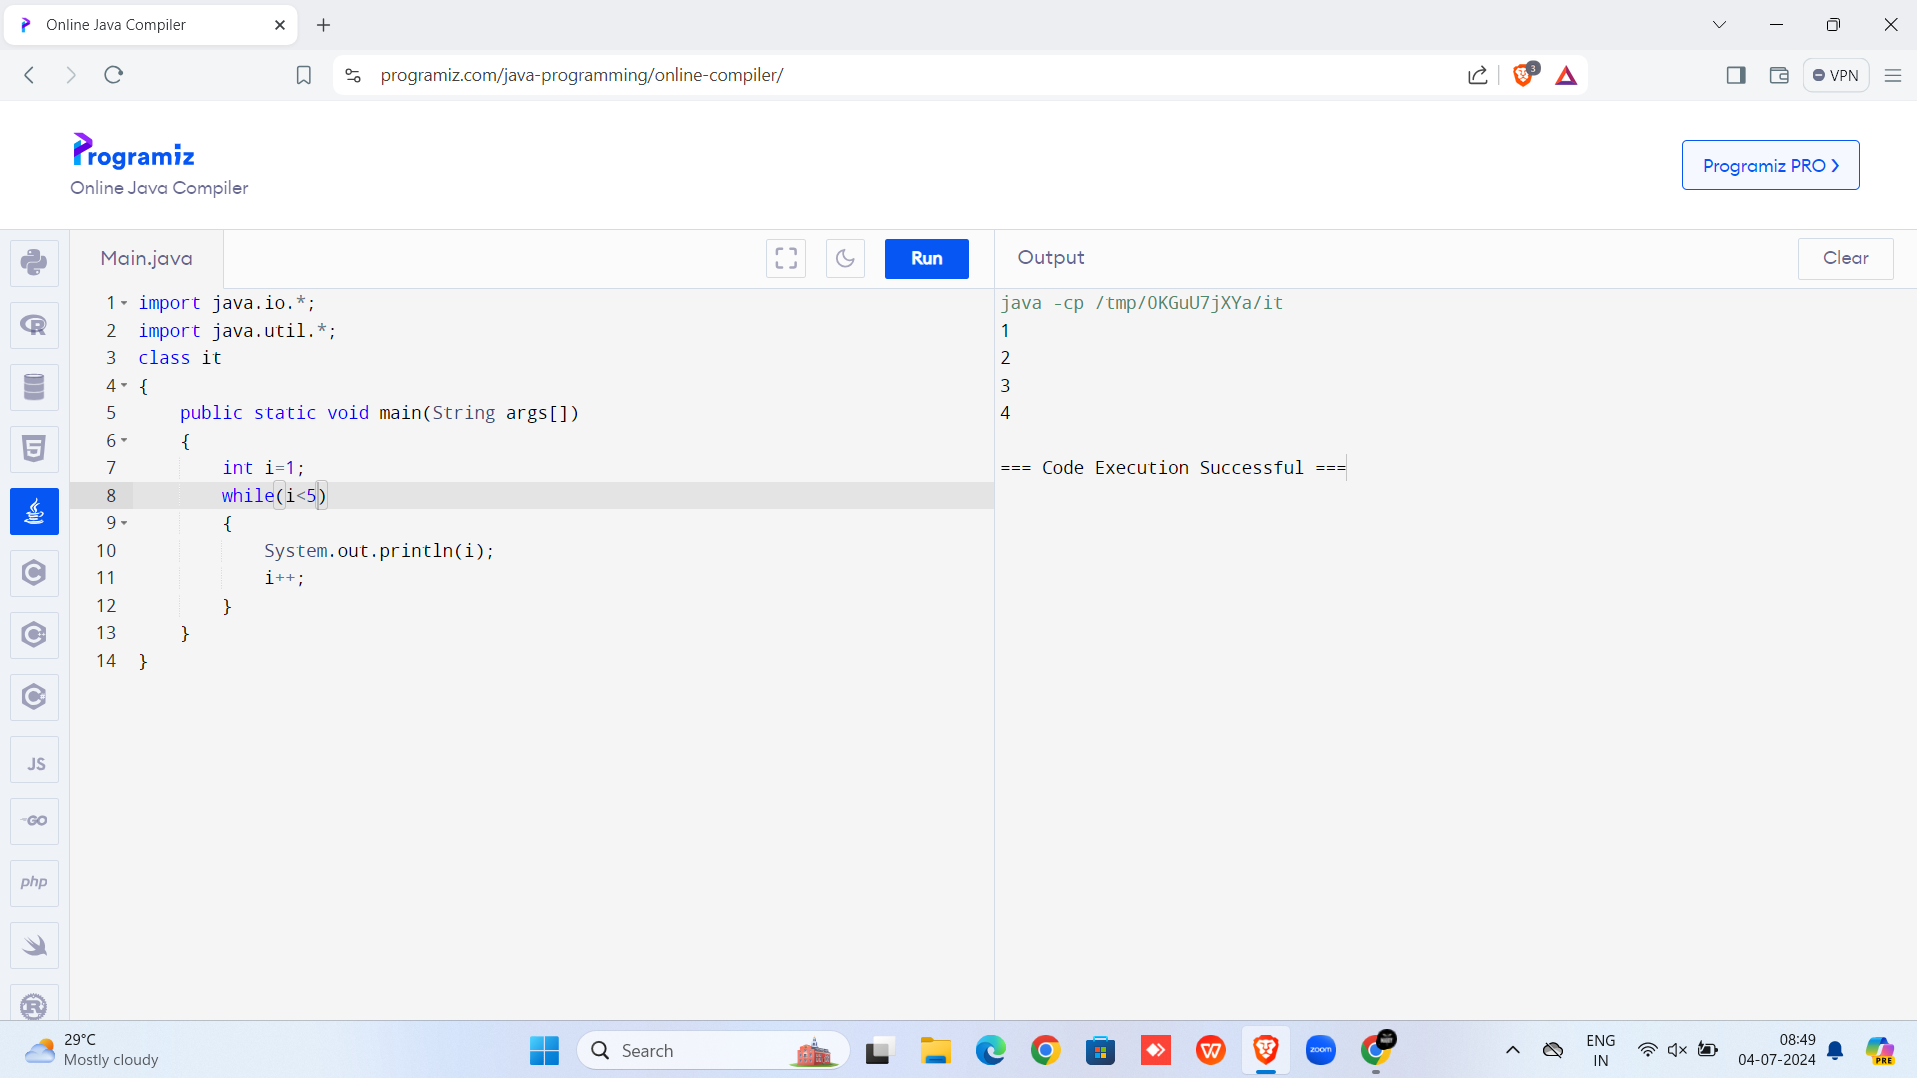 Online Java Compiler
programiz.com/java-programming/online-compiler/
3
VPN
Programiz
Online Java Compiler
Programiz PRO
Main.java
Run
Output
Clear
1 import java.io.*;
2 import java.util.*;
3 class it
4 {
5 public static void main(String args[])
6 {
7 int i=1;
8 while(i<5)
9 {
10 System.out.println(i);
11 i++;
12 }
13 }
14 }
java -cp /tmp/OKGuU7jXYa/it
1
2
3
4
=== Code Execution Successful ===
JS
GO
php
29°C
Mostly cloudy
Search
zoom
ENG
IN
08:49
04-07-2024
PRE